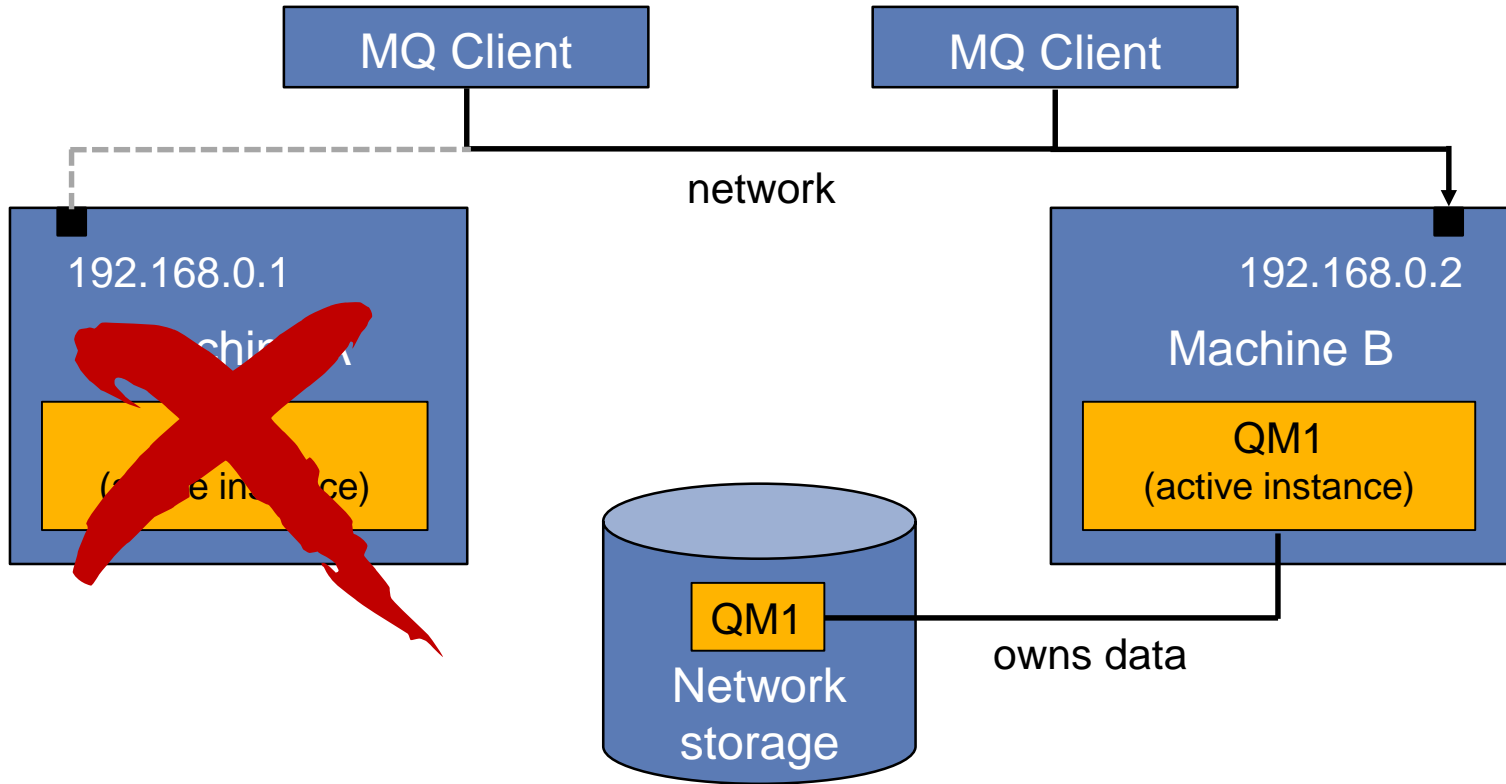 MQ Client
MQ Client
network
192.168.0.1
192.168.0.2
Machine B
QM1
(active instance)
QM1
owns data
Network
storage